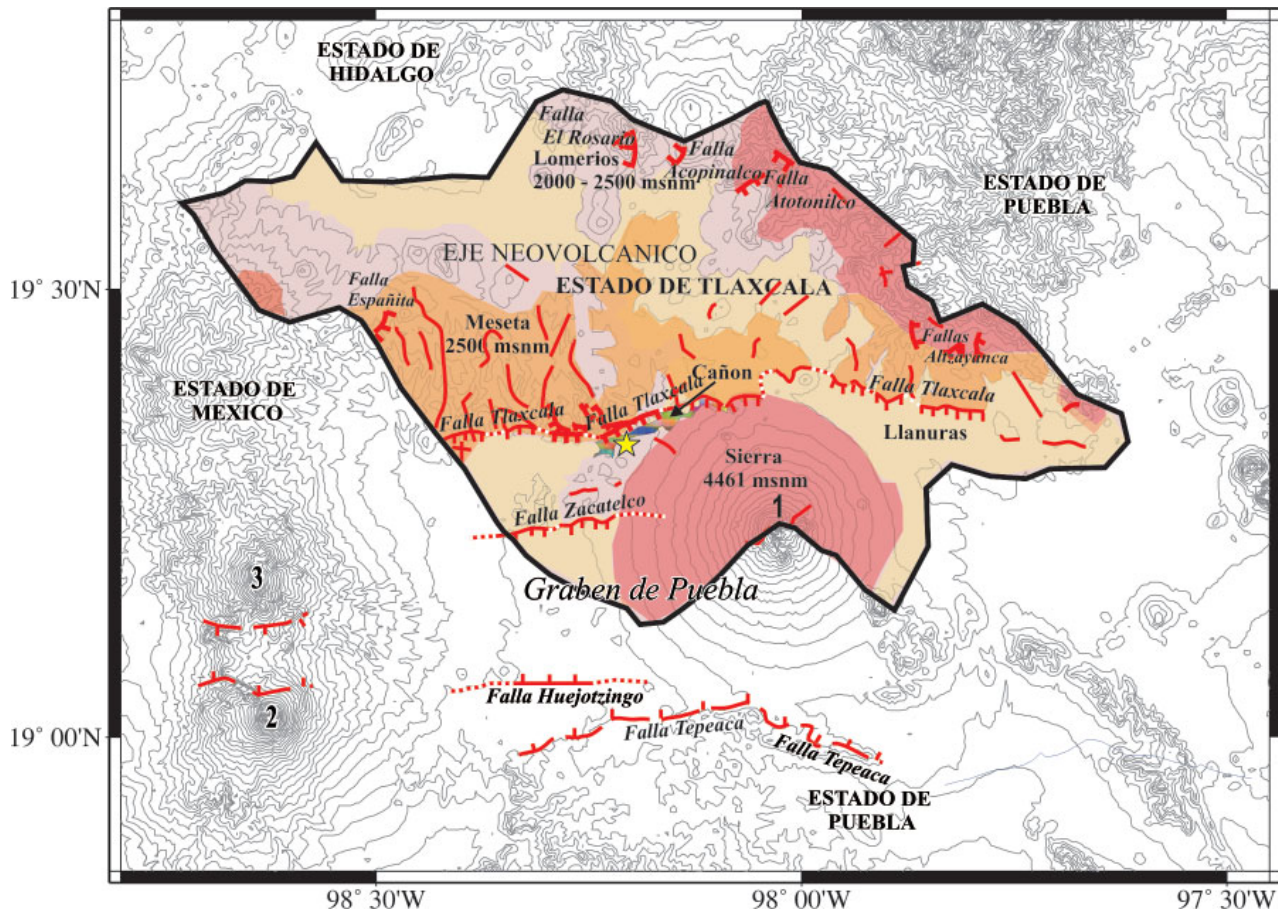 ESTADO DE
HIDALGO
Falla
El Rosario
Lomerios
2000 - 2500 msnm
Falla
Acopinalco
Falla
Atotonilco
ESTADO DE
PUEBLA
EJE NEOVOLCANICO
ESTADO DE TLAXCALA
19° 30'N
Falla
Españita
Meseta
2500 msnm
Fallas
Altzayanca
ESTADO DE
MEXICO
Cañon
Falla Tlaxcala
Falla Tlaxcala
Falla Tlaxcala
Llanuras
Sierra
4461 msnm
1
Falla Zacatelco
Graben de Puebla
3
2
Falla Huejotzingo
Falla Tepeaca
Falla Tepeaca
19° 00'N
ESTADO DE
PUEBLA
98° 30'W
98° 00'W
97° 30'W